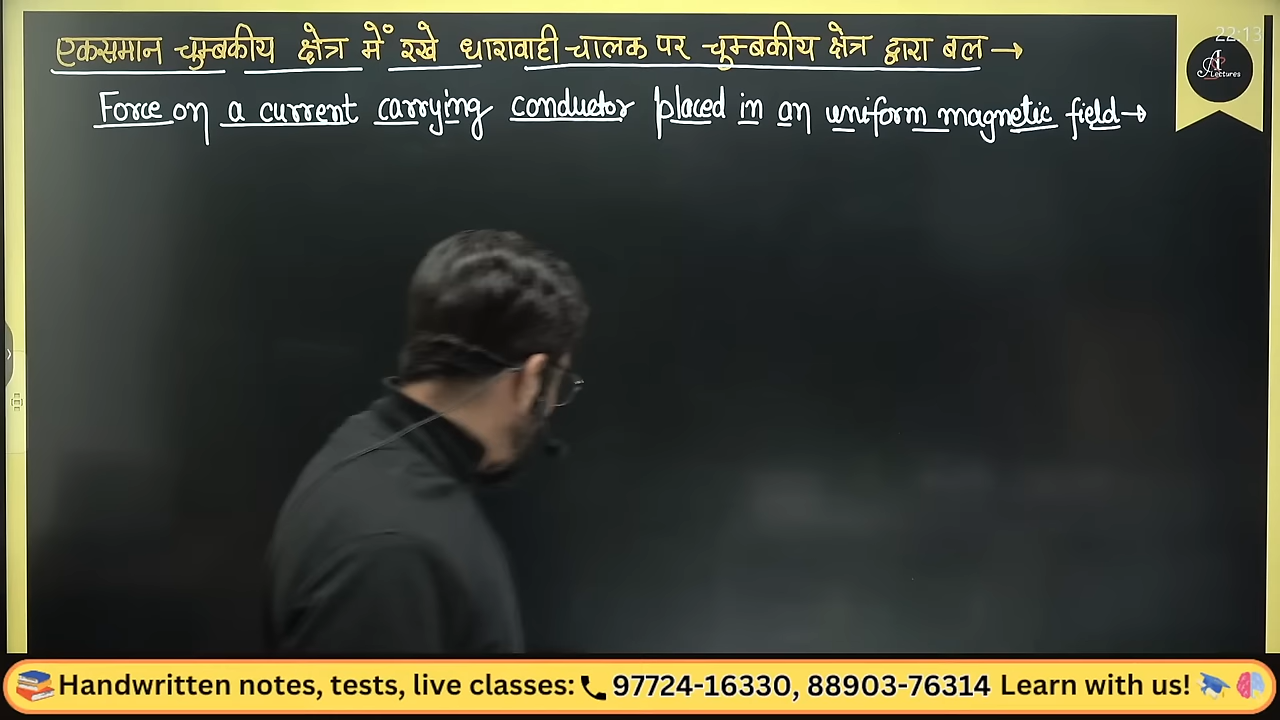 एकसमान चुम्बकीय क्षेत्र में रखे धारावाही चालक पर चुम्बकीय क्षेत्र द्वारा बल →
22:13
Lectures
Force on a current carrying conductor placed in an uniform magnetic field →
Handwritten notes, tests, live classes: 97724-16330, 88903-76314 Learn with us!